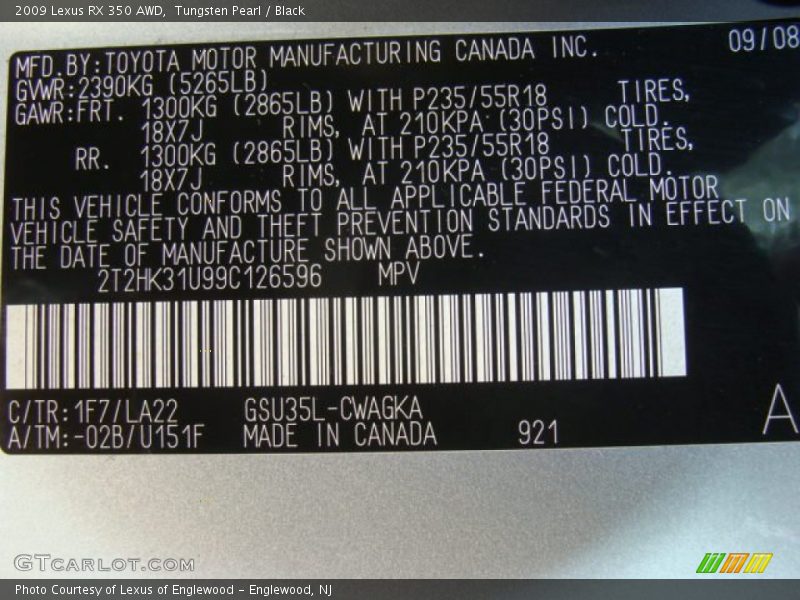 2009 Lexus RX 350 AWD, Tungsten Pearl / Black
MFD.BY:TOYOTA MOTOR MANUFACTURING CANADA INC. 09/08
GVWR:2390KG (5265LB)
GAWR:FRT. 1300KG (2865LB) WITH P235/55R18 TIRES,
18X7J RIMS, AT 210KPA (30PSI) COLD.
RR. 1300KG (2865LB) WITH P235/55R18 TIRES,
18X7J RIMS, AT 210KPA (30PSI) COLD.
THIS VEHICLE CONFORMS TO ALL APPLICABLE FEDERAL MOTOR
VEHICLE SAFETY AND THEFT PREVENTION STANDARDS IN EFFECT ON
THE DATE OF MANUFACTURE SHOWN ABOVE.
2T2HK31U99C126596 MPV
C/TR:1F7/LA22 GSU35L-CWAGKA
A/TM:-02B/U151F MADE IN CANADA 921 A
GTCARLOT.COM
Photo Courtesy of Lexus of Englewood - Englewood, NJ